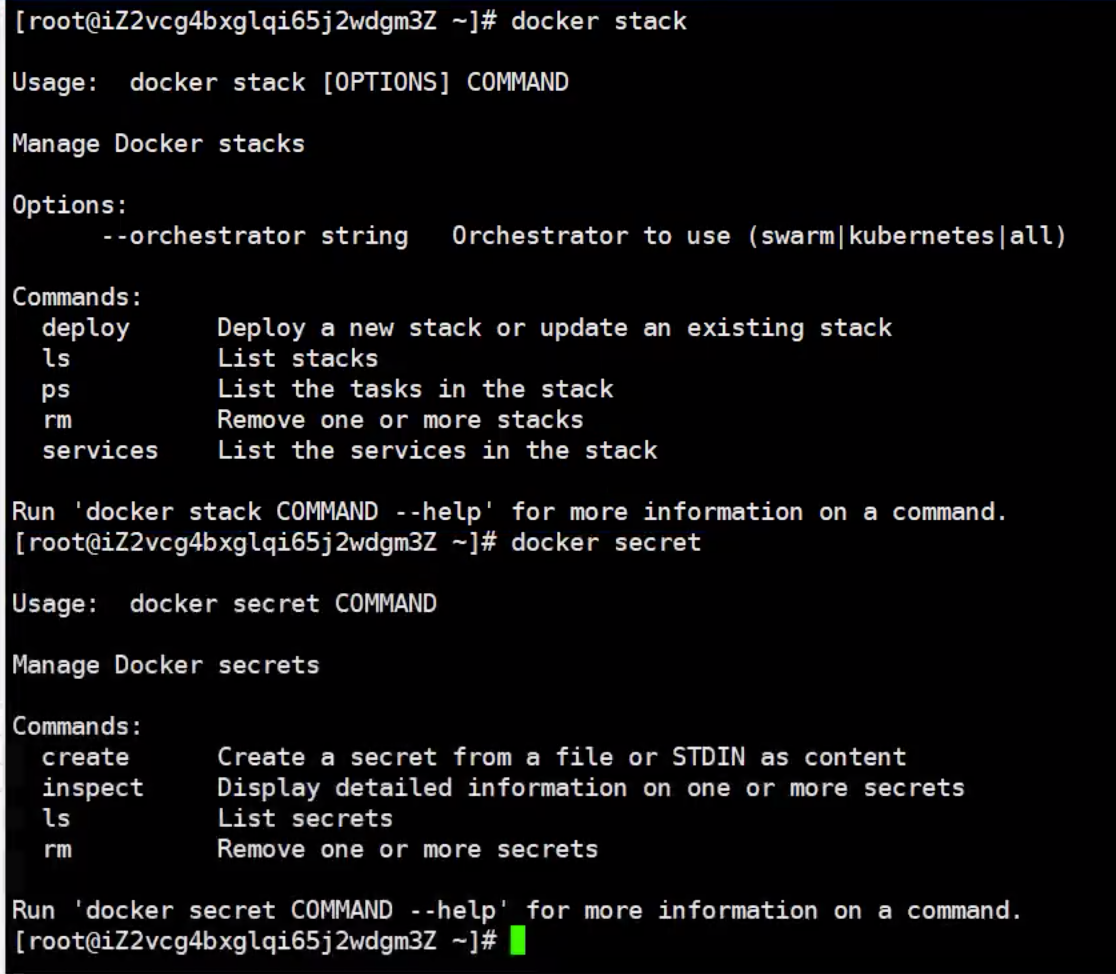 [root@iZ2vcg4bxglqi65j2wdgm3Z ~]# docker stack
Usage:  docker stack [OPTIONS] COMMAND
Manage Docker stacks
Options:
      --orchestrator string   Orchestrator to use (swarm|kubernetes|all)
Commands:
  deploy      Deploy a new stack or update an existing stack
  ls          List stacks
  ps          List the tasks in the stack
  rm          Remove one or more stacks
  services    List the services in the stack
Run 'docker stack COMMAND --help' for more information on a command.
[root@iZ2vcg4bxglqi65j2wdgm3Z ~]# docker secret
Usage:  docker secret COMMAND
Manage Docker secrets
Commands:
  create      Create a secret from a file or STDIN as content
  inspect     Display detailed information on one or more secrets
  ls          List secrets
  rm          Remove one or more secrets
Run 'docker secret COMMAND --help' for more information on a command.
[root@iZ2vcg4bxglqi65j2wdgm3Z ~]#